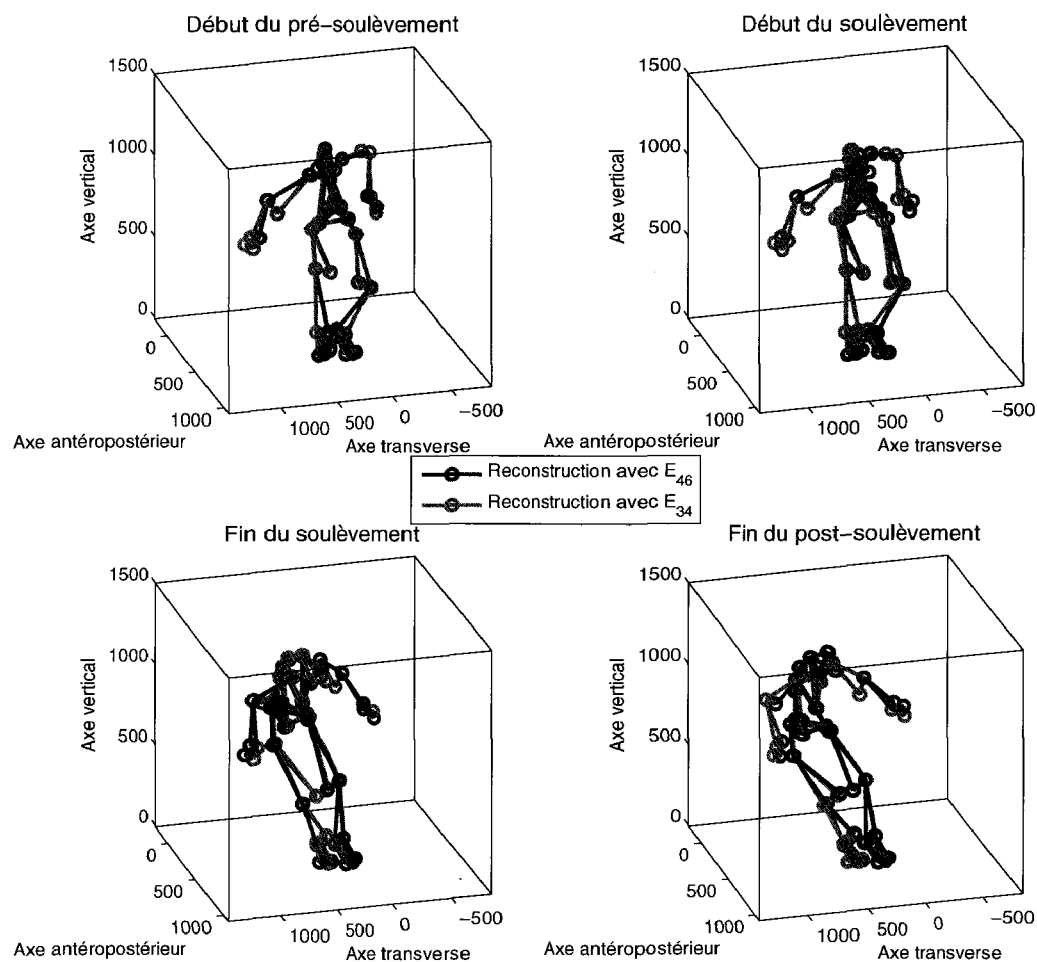 Début du pré−soulèvement
Début du soulèvement
1500
1000
500
0
Axe vertical
0
500
1000
1000
500
0
−500
Axe antéropostérieur
Axe transverse
1500
1000
500
0
Axe vertical
0
500
1000
1000
500
0
−500
Axe antéropostérieur
Axe transverse
Reconstruction avec E46
Reconstruction avec E34
Fin du soulèvement
Fin du post−soulèvement
1500
1000
500
0
Axe vertical
0
500
1000
1000
500
0
−500
Axe antéropostérieur
Axe transverse
1500
1000
500
0
Axe vertical
0
500
1000
1000
500
0
−500
Axe antéropostérieur
Axe transverse